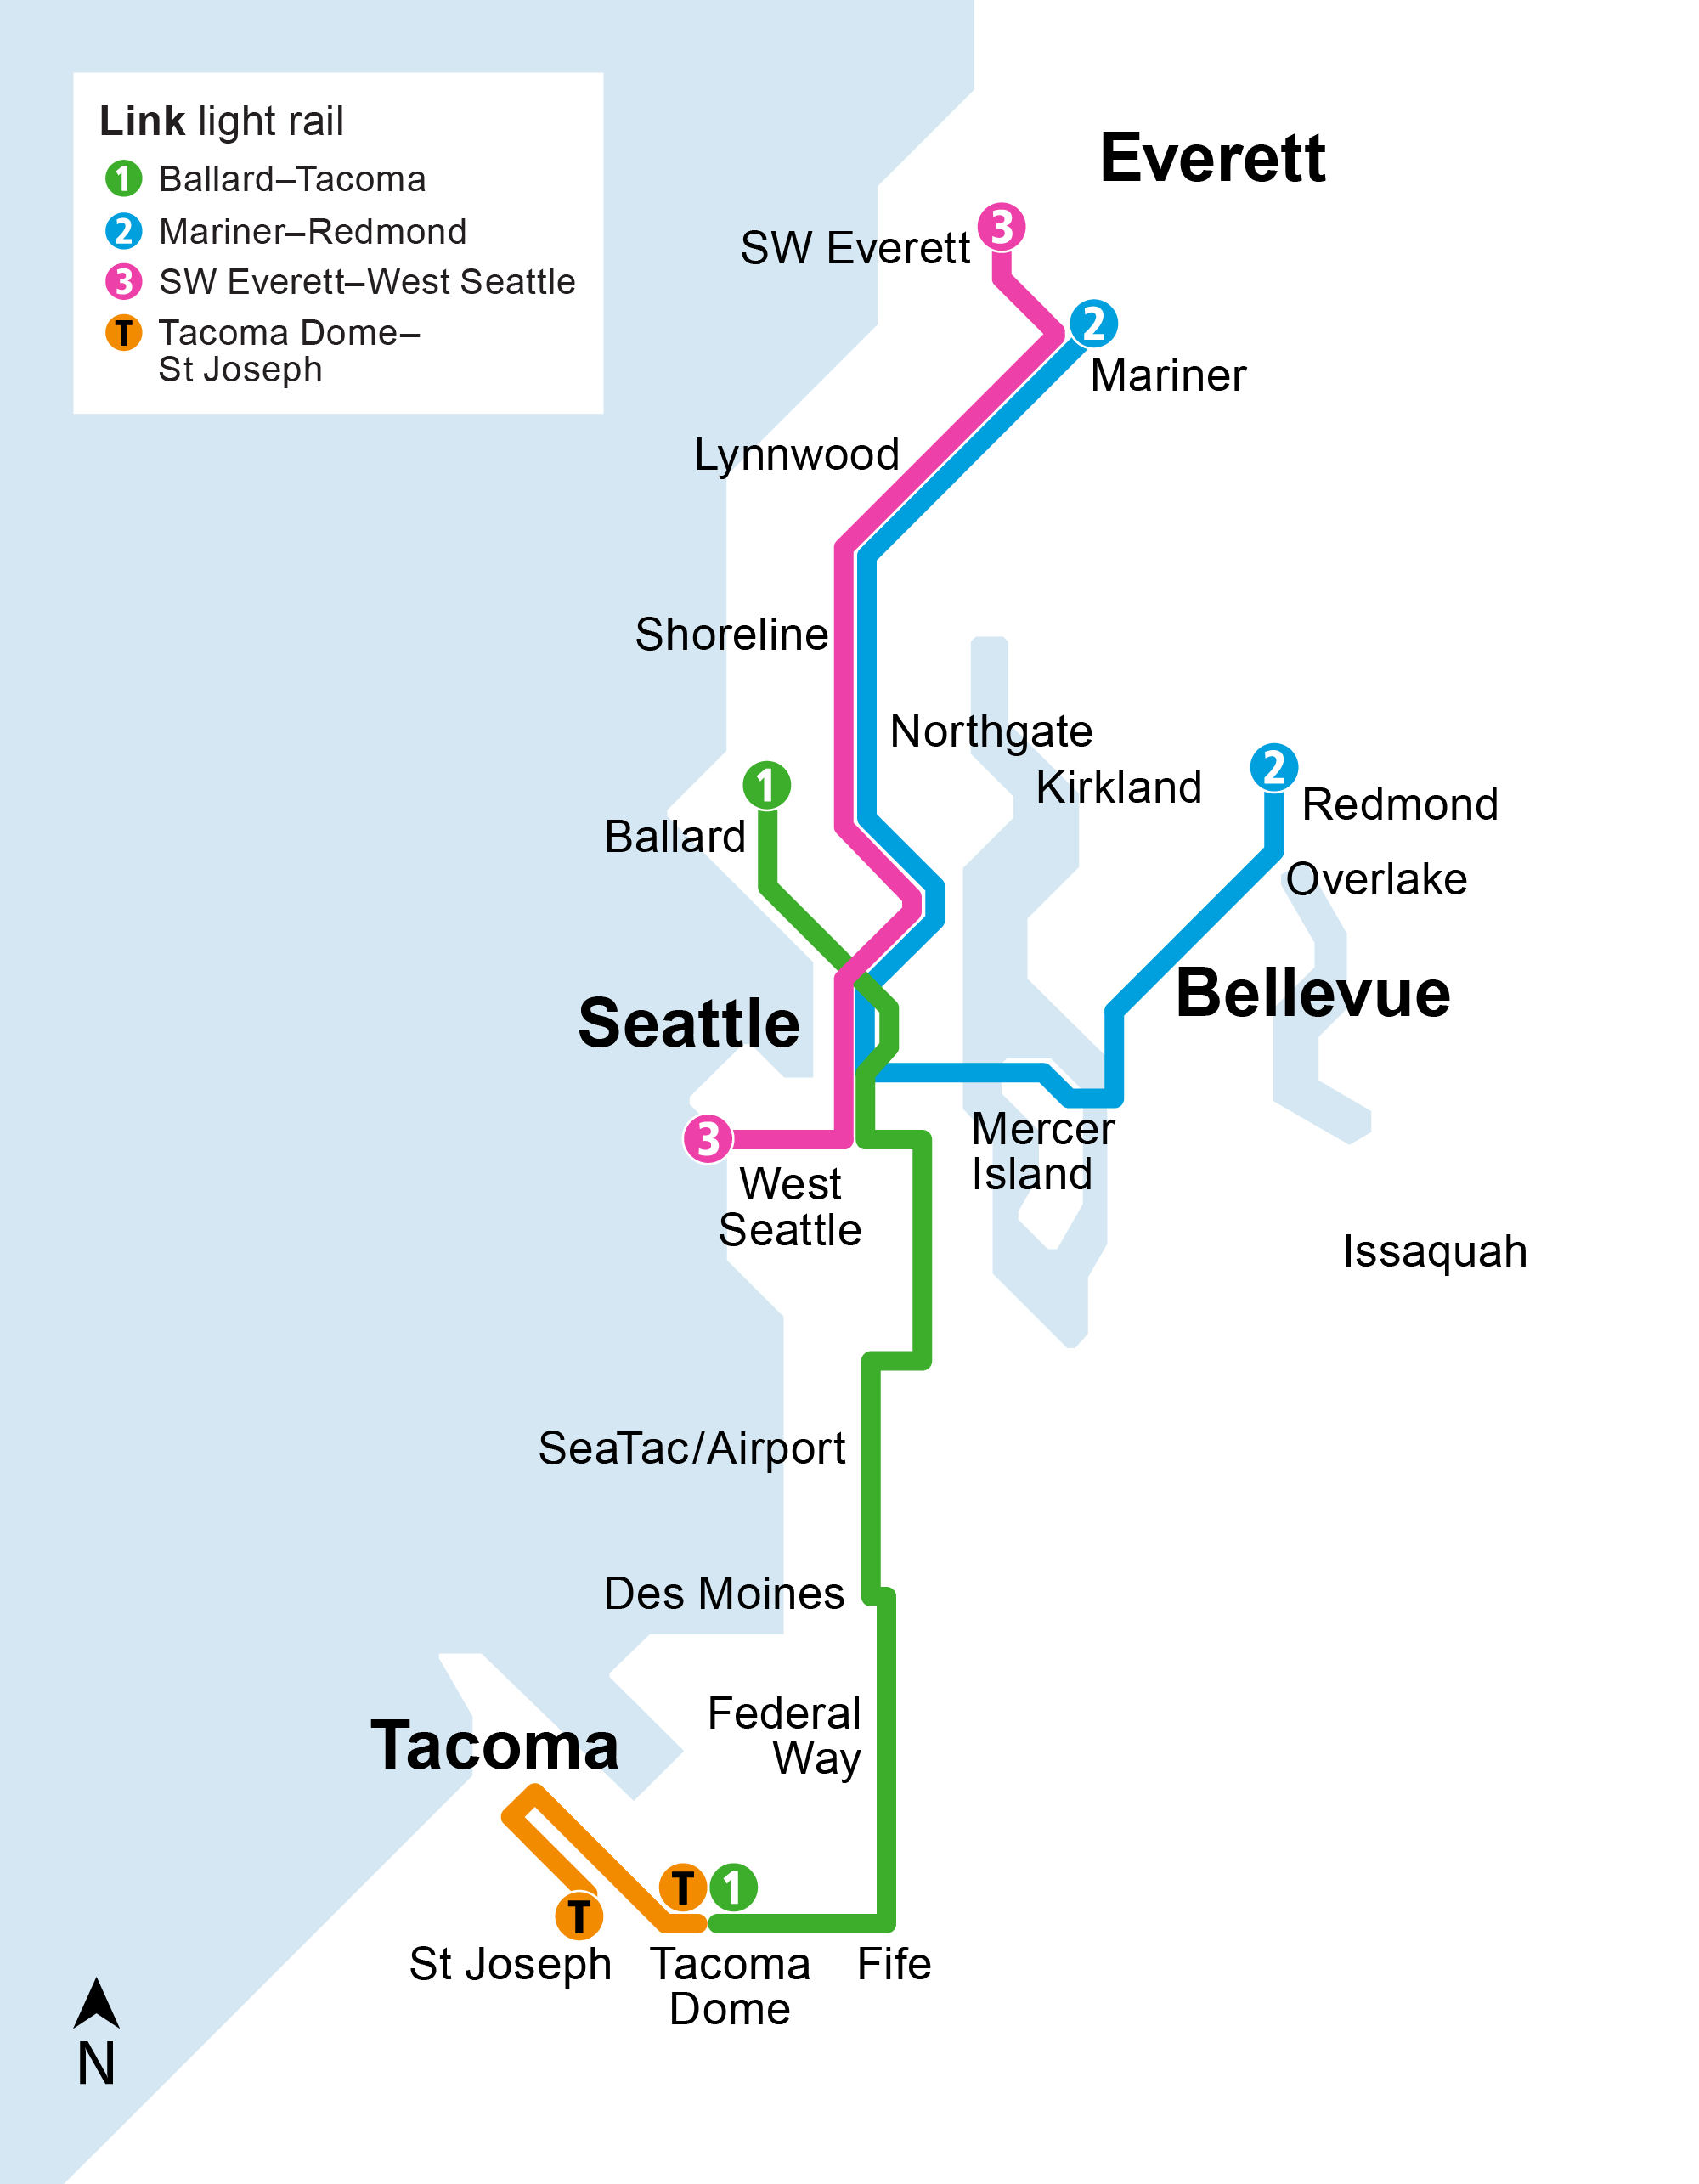 Link light rail
1 Ballard–Tacoma
2 Mariner–Redmond
3 SW Everett–West Seattle
T Tacoma Dome–
St Joseph
Everett
3
SW Everett
2
Mariner
Lynnwood
Shoreline
Northgate
Kirkland
2
Redmond
1
Ballard
Overlake
Bellevue
Seattle
Mercer
Island
3
West
Seattle
Issaquah
SeaTac/Airport
Des Moines
Federal
Way
Tacoma
T 1
T
St Joseph
Tacoma
Dome
Fife
N